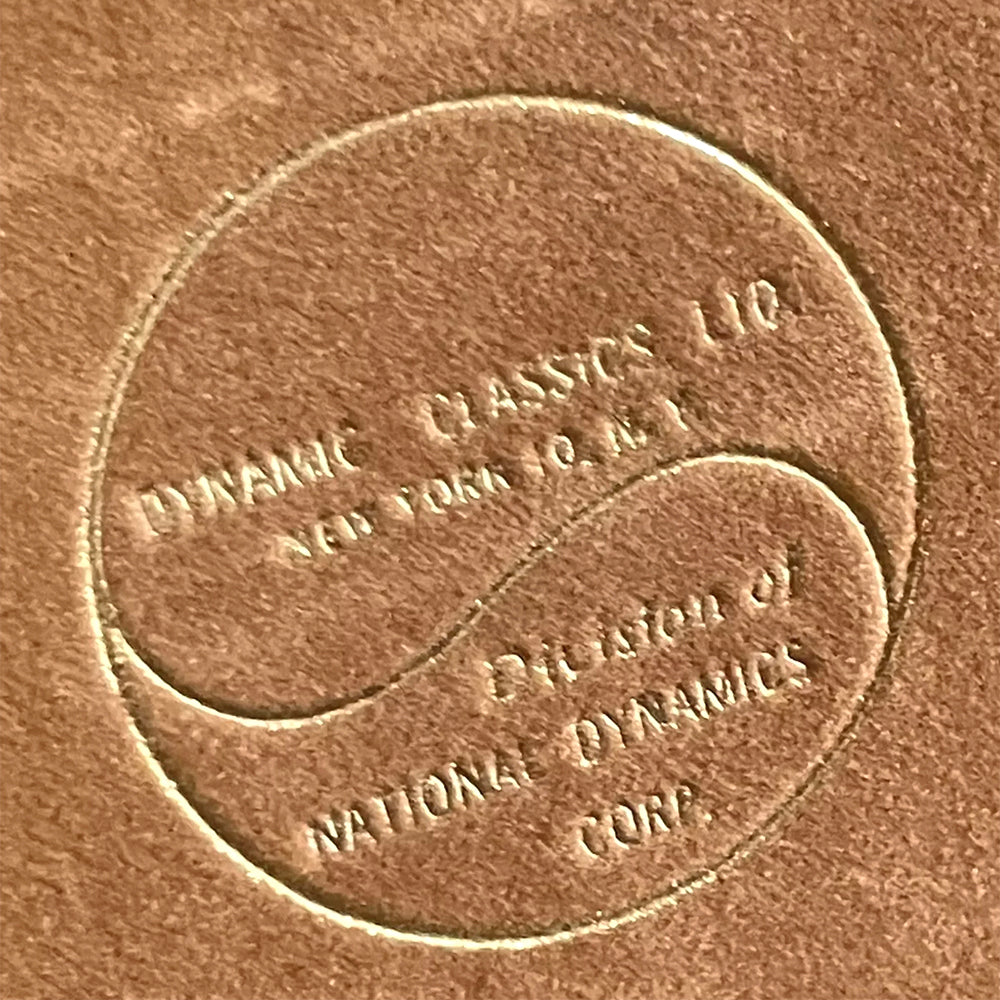 DYNAMIC CLASSICS LTD
NEW YORK 10, N.Y.
Division of
NATIONAL DYNAMICS
CORP.